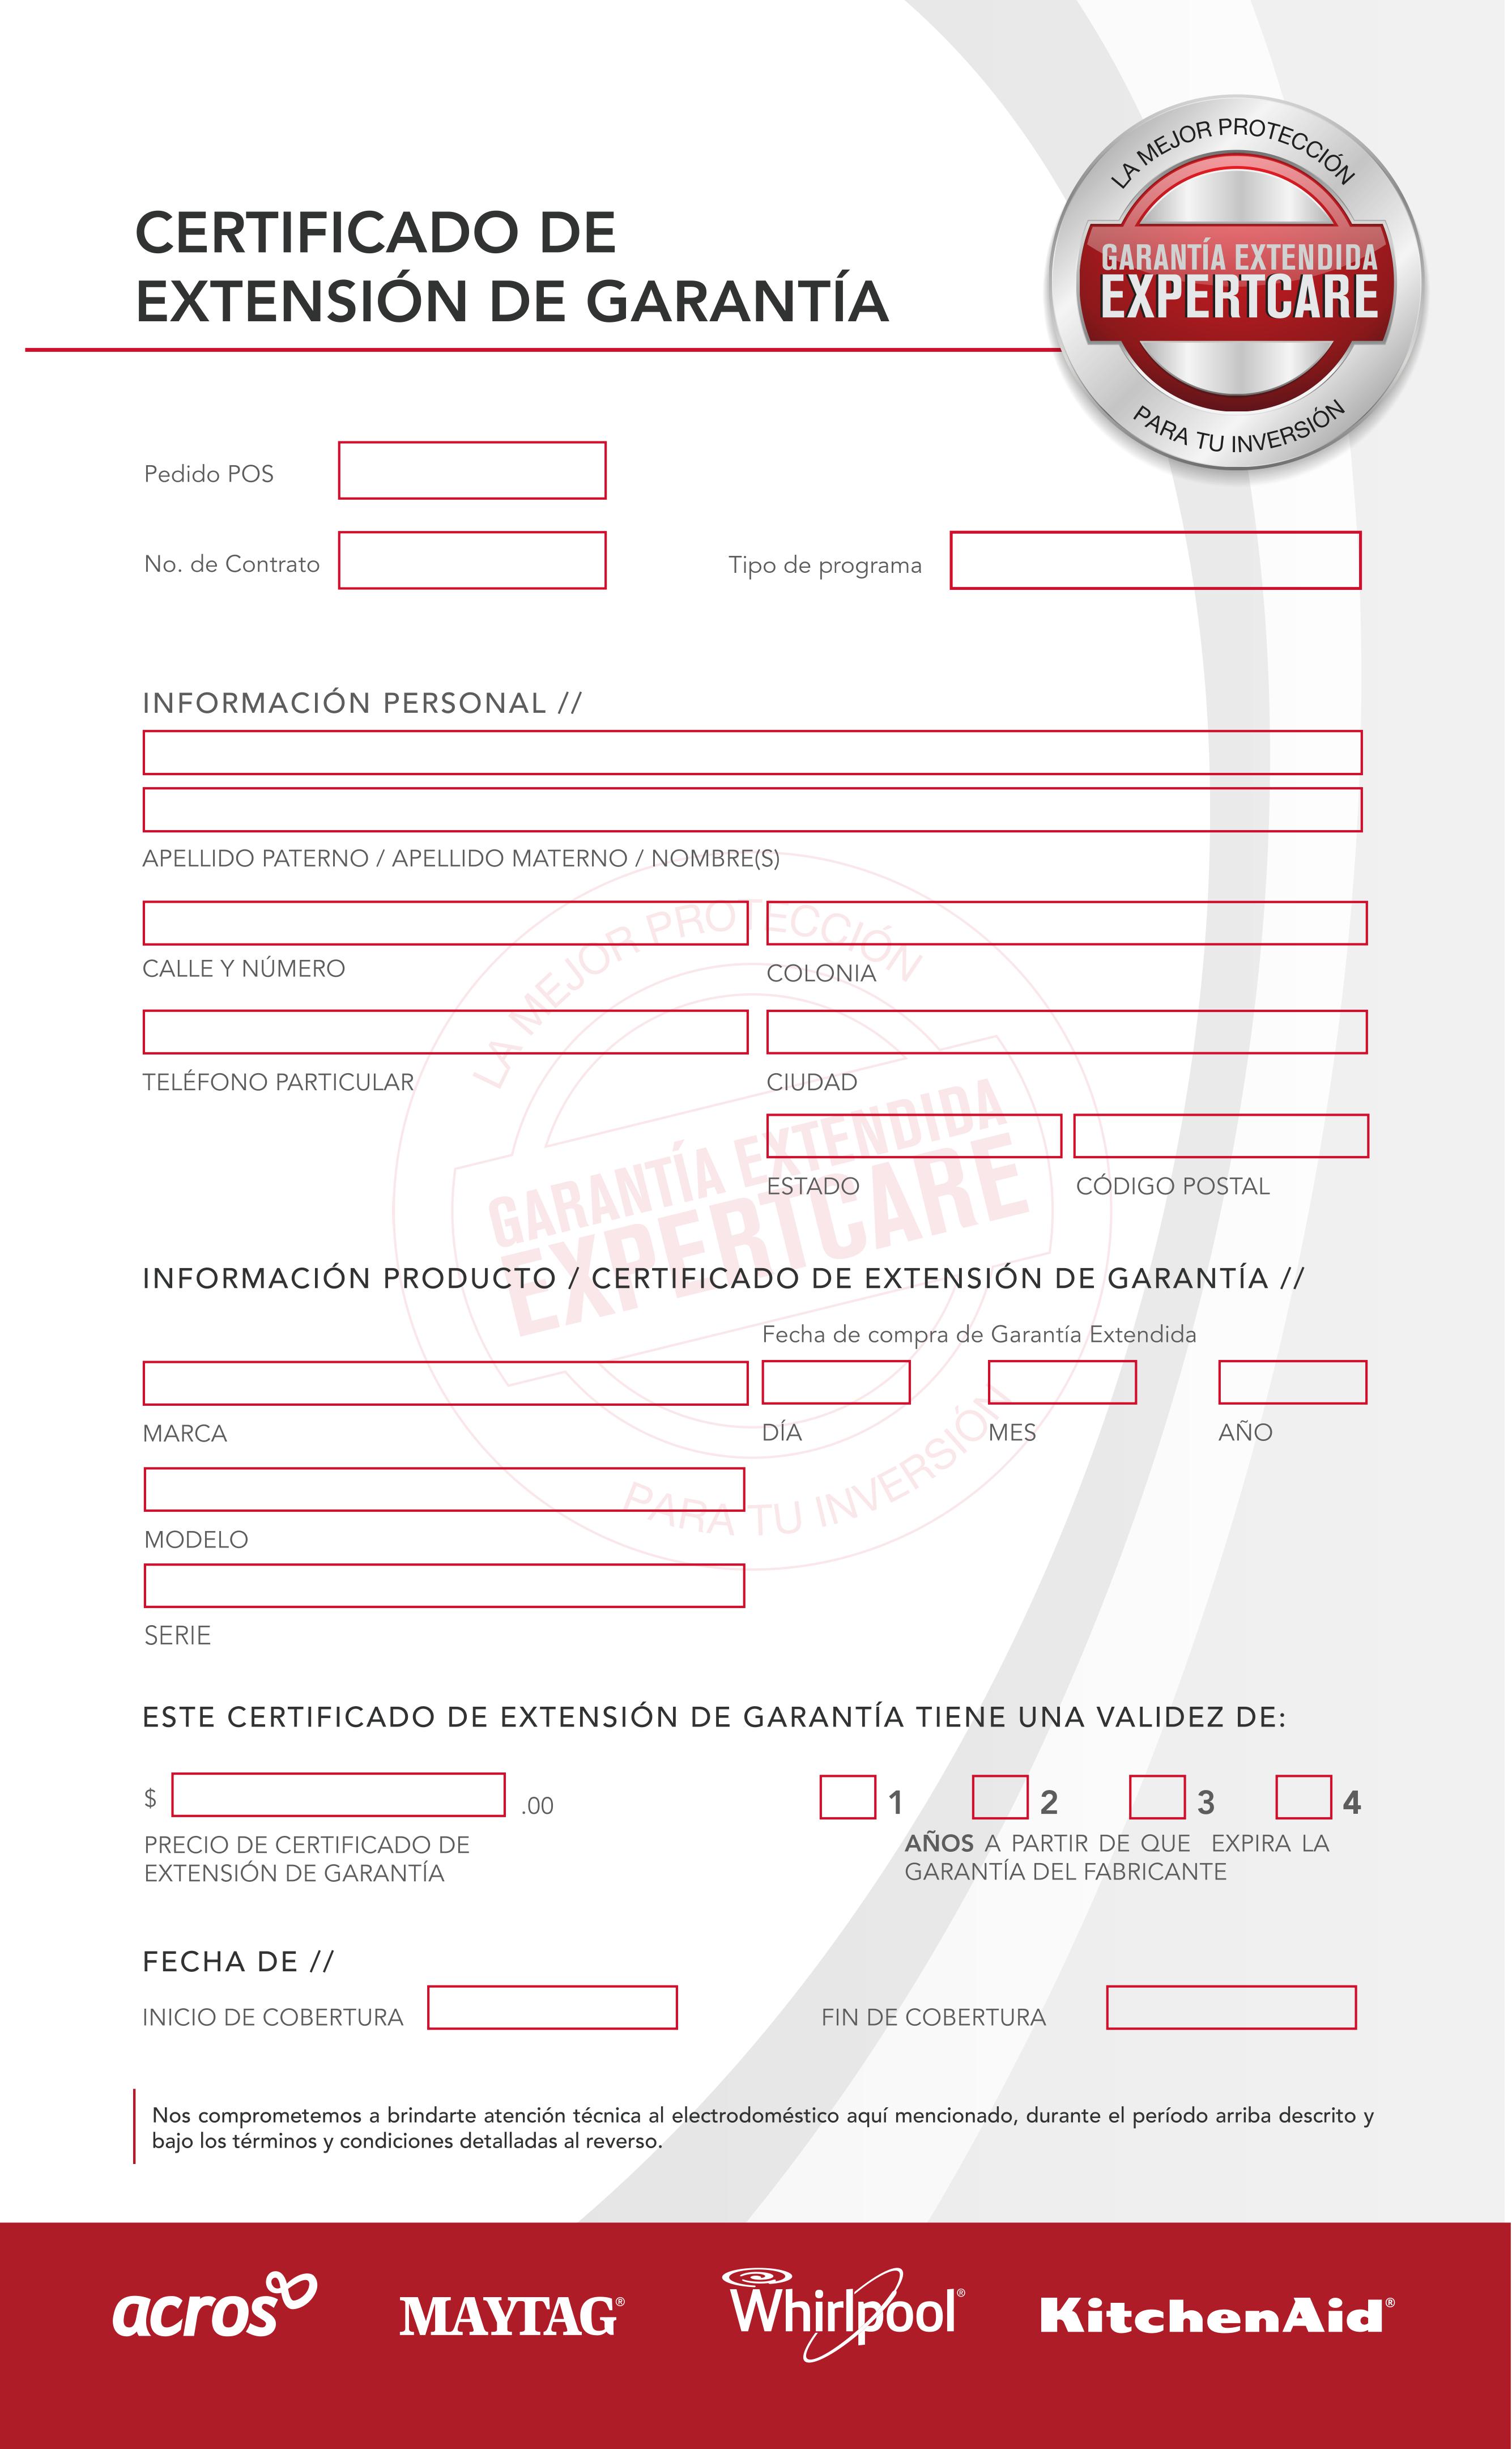 LA MEJOR PROTECCIÓN
GARANTÍA EXTENDIDA
EXPERTCARE
PARA TU INVERSIÓN
CERTIFICADO DE
EXTENSIÓN DE GARANTÍA
Pedido POS
No. de Contrato
Tipo de programa
INFORMACIÓN PERSONAL //
APELLIDO PATERNO / APELLIDO MATERNO / NOMBRE(S)
CALLE Y NÚMERO
COLONIA
TELÉFONO PARTICULAR
CIUDAD
ESTADO
CÓDIGO POSTAL
LA MEJOR PROTECCIÓN
GARANTÍA EXTENDIDA
EXPERTCARE
PARA TU INVERSIÓN
INFORMACIÓN PRODUCTO / CERTIFICADO DE EXTENSIÓN DE GARANTÍA //
Fecha de compra de Garantía Extendida
MARCA
DÍA
MES
AÑO
MODELO
SERIE
ESTE CERTIFICADO DE EXTENSIÓN DE GARANTÍA TIENE UNA VALIDEZ DE:
$ .00
PRECIO DE CERTIFICADO DE
EXTENSIÓN DE GARANTÍA
1 2 3 4
AÑOS A PARTIR DE QUE EXPIRA LA
GARANTÍA DEL FABRICANTE
FECHA DE //
INICIO DE COBERTURA
FIN DE COBERTURA
Nos comprometemos a brindarte atención técnica al electrodoméstico aquí mencionado, durante el período arriba descrito y
bajo los términos y condiciones detalladas al reverso.
acros
MAYTAG®
Whirlpool®
KitchenAid®